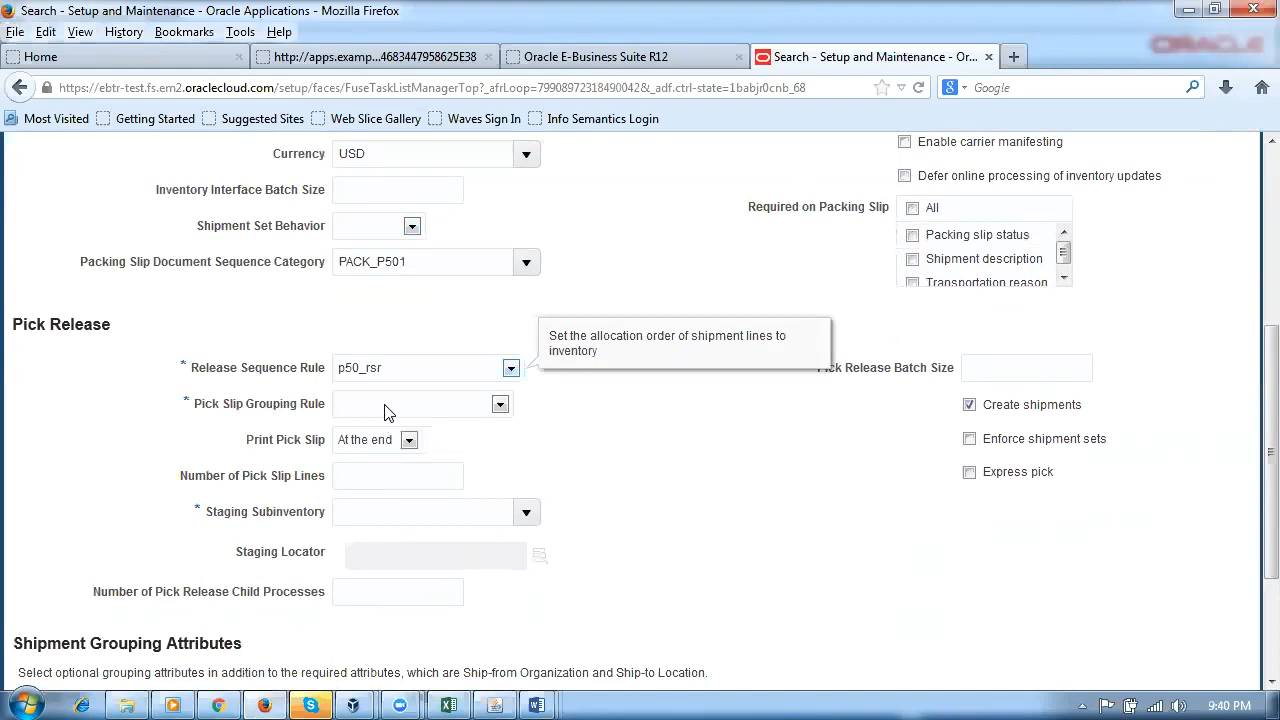 Search - Setup and Maintenance - Oracle Applications - Mozilla Firefox
File Edit View History Bookmarks Tools Help
ORACLE
Home
http://apps.examp...4683447958625E38
Oracle E-Business Suite R12
Search - Setup and Maintenance - Or...
https://ebtr-test.fs.em2.oraclecloud.com/setup/faces/FuseTaskListManagerTop?_afrLoop=79908972318490042&_adf.ctrl-state=1babjr0cnb_68
Google
Most Visited Getting Started Suggested Sites Web Slice Gallery Waves Sign In Info Semantics Login
Currency USD
Enable carrier manifesting
Inventory Interface Batch Size
Defer online processing of inventory updates
Required on Packing Slip All
Shipment Set Behavior
Packing slip status
Packing Slip Document Sequence Category PACK_P501
Shipment description
Transportation reason
Pick Release
Set the allocation order of shipment lines to
inventory
* Release Sequence Rule p50_rsr
Pick Release Batch Size
* Pick Slip Grouping Rule
Create shipments
Print Pick Slip At the end
Enforce shipment sets
Number of Pick Slip Lines
Express pick
* Staging Subinventory
Staging Locator
Number of Pick Release Child Processes
Shipment Grouping Attributes
Select optional grouping attributes in addition to the required attributes, which are Ship-from Organization and Ship-to Location.
9:40 PM